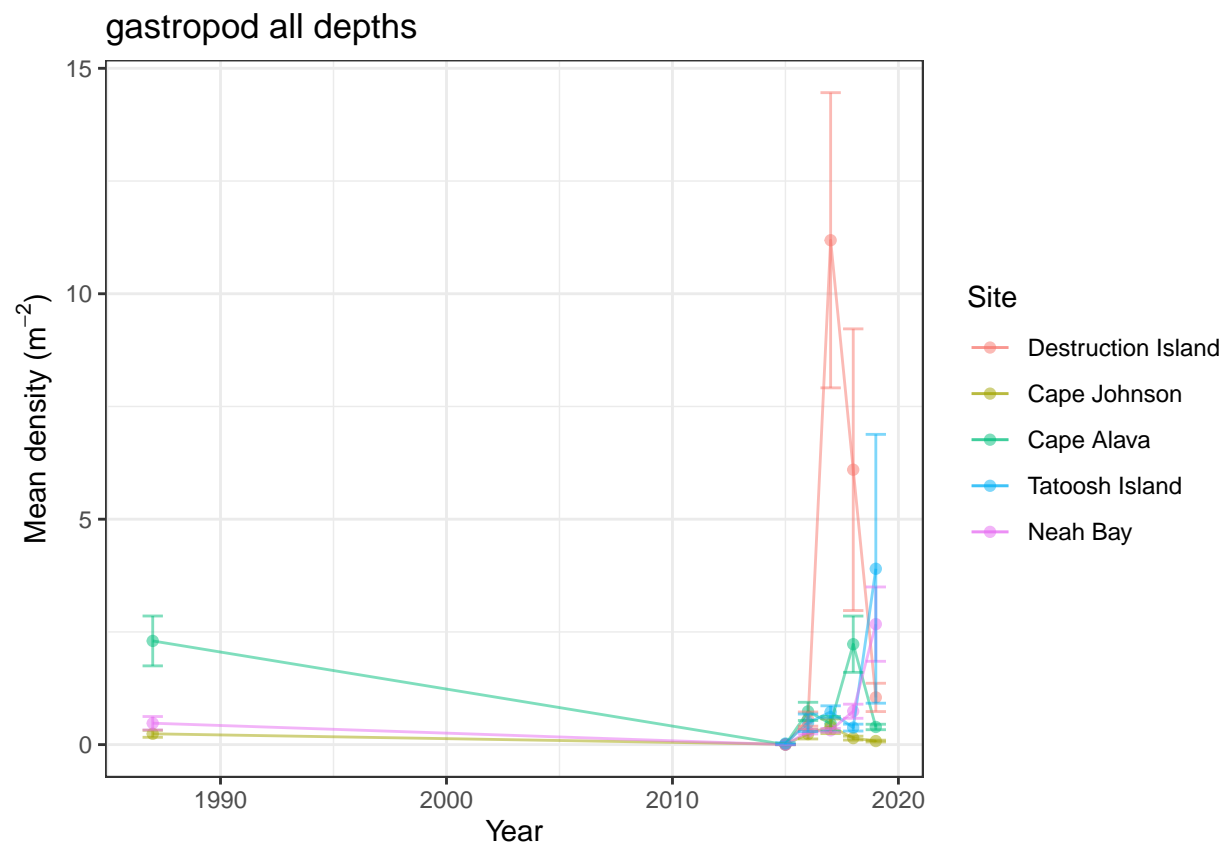 gastropod all depths
15
10
5
0
Mean density (m⁻²)
1990
2000
2010
2020
Year
Site
Destruction Island
Cape Johnson
Cape Alava
Tatoosh Island
Neah Bay